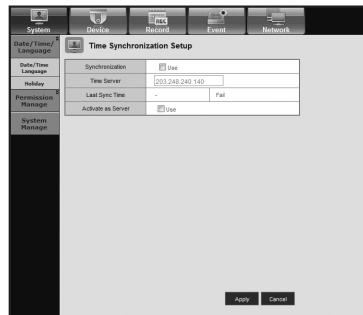 System Device Record Event Network
REC
Date/Time/
Language
Date/Time
Language
Holiday
Permission
Manage
System
Manage
Time Synchronization Setup
Synchronization Use
Time Server 203.248.240.140
Last Sync Time - Fail
Activate as Server Use
Apply Cancel